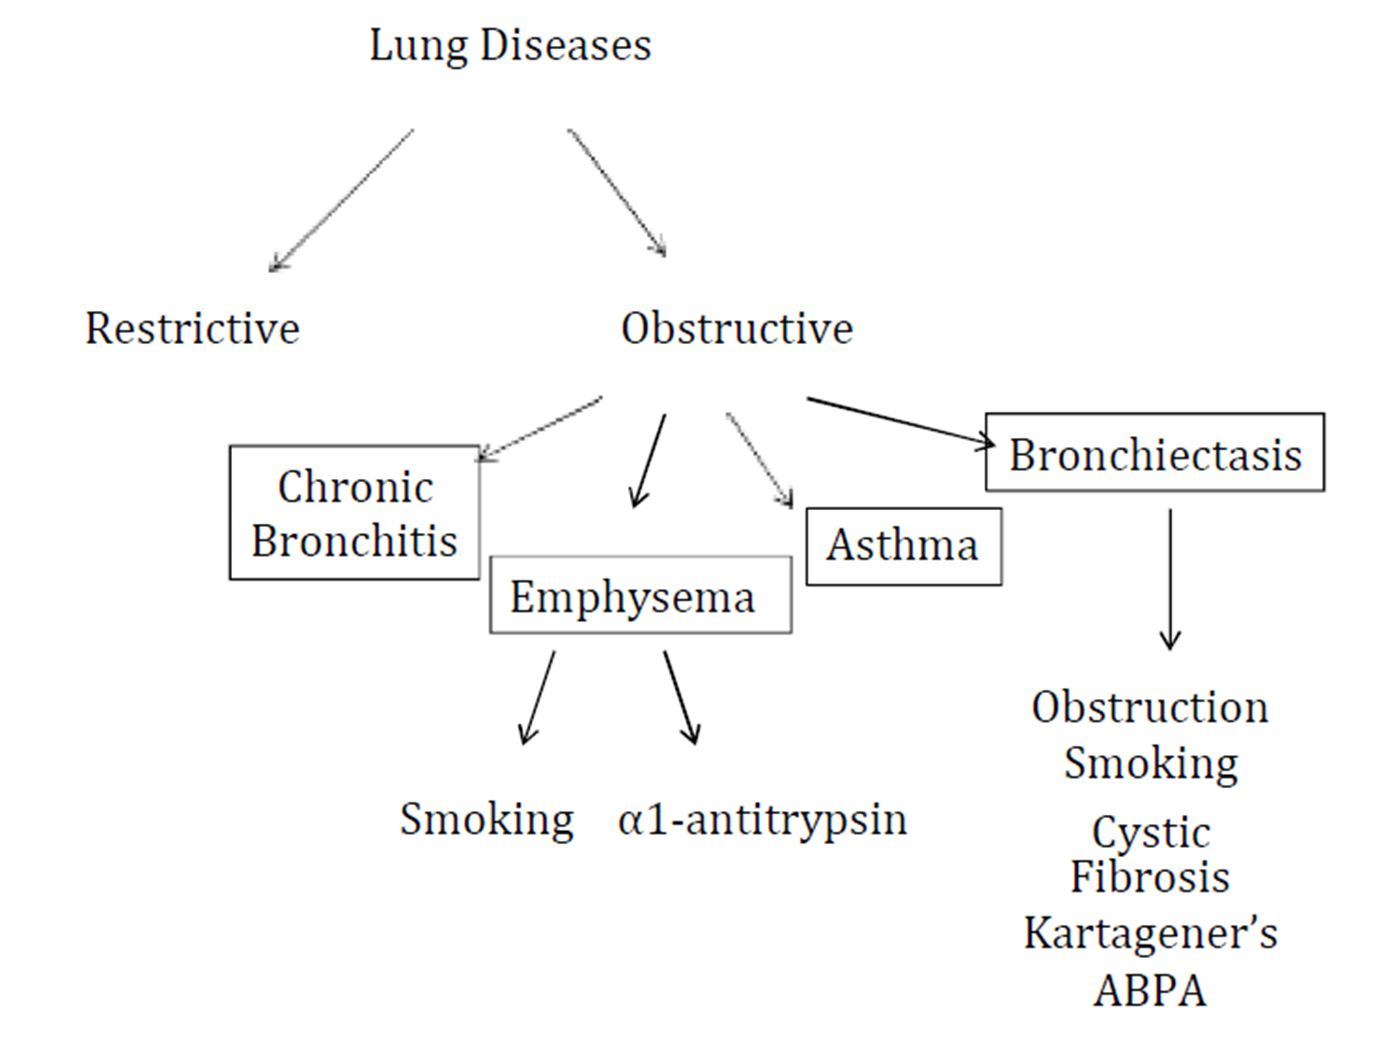 Lung Diseases
Restrictive
Obstructive
Chronic
Bronchitis
Emphysema
Asthma
Bronchiectasis
Smoking
α1-antitrypsin
Obstruction
Smoking
Cystic
Fibrosis
Kartagener’s
ABPA